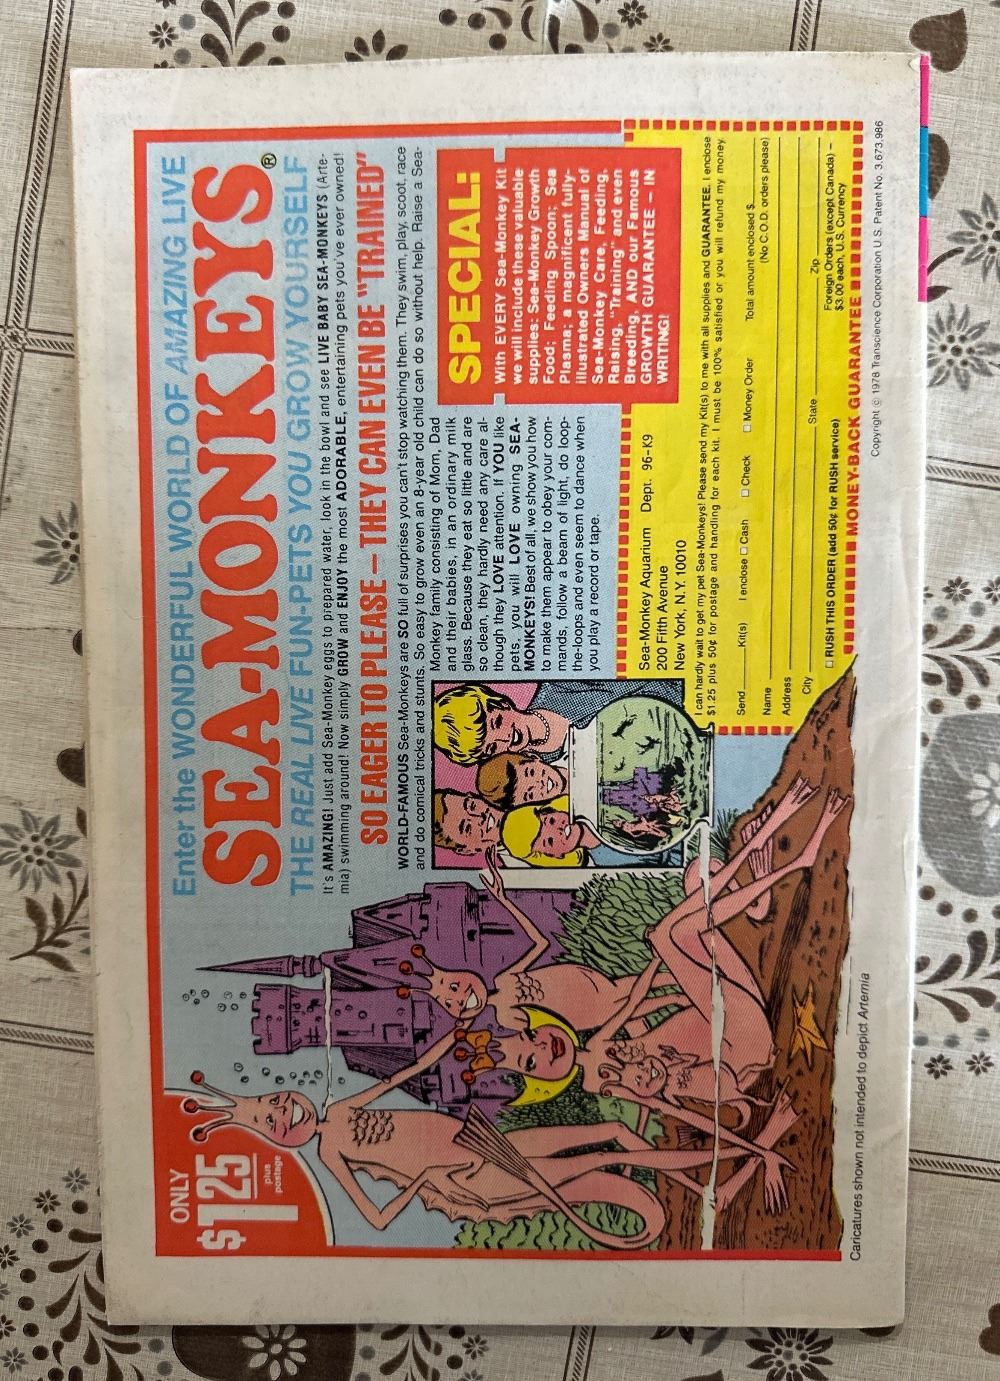 ONLY
$1.25
plus
postage
Enter the WONDERFUL WORLD OF AMAZING LIVE
SEA-MONKEYS®
THE REAL LIVE FUN-PETS YOU GROW YOURSELF
It's AMAZING! Just add Sea-Monkey eggs to prepared water, look in the bowl and see LIVE BABY SEA-MONKEYS (Arte-
mia) swimming around! Now simply GROW and ENJOY the most ADORABLE, entertaining pets you've ever owned!
SO EAGER TO PLEASE – THEY CAN EVEN BE "TRAINED"
WORLD-FAMOUS Sea-Monkeys are SO full of surprises you can't stop watching them. They swim, play, scoot, race
and do comical tricks and stunts. So easy to grow even an 8-year old child can do so without help. Raise a Sea-
Monkey family consisting of Mom, Dad
and their babies, in an ordinary milk
glass. Because they eat so little and are
so clean, they hardly need any care al-
though they LOVE attention. If YOU like
pets, you will LOVE owning SEA-
MONKEYS! Best of all, we show you how
to make them appear to obey your com-
mands, follow a beam of light, do loop-
the-loops and even seem to dance when
you play a record or tape.
SPECIAL:
With EVERY Sea-Monkey Kit
we will include these valuable
supplies: Sea-Monkey Growth
Food; Feeding Spoon; Sea
Plasma; a magnificent fully-
illustrated Owners Manual of
Sea-Monkey Care, Feeding,
Raising, "Training" and even
Breeding, AND our Famous
GROWTH GUARANTEE – IN
WRITING!
Sea-Monkey Aquarium Dept. 96-K9
200 Fifth Avenue
New York, N.Y. 10010
I can hardly wait to get my pet Sea-Monkeys! Please send my Kit(s) to me with all supplies and GUARANTEE. I enclose
$1.25 plus 50¢ for postage and handling for each kit. I must be 100% satisfied or you will refund my money.
Send ___ Kit(s) I enclose □ Cash □ Check □ Money Order Total amount enclosed $___
(No C.O.D. orders please)
Name
Address
City State Zip
□ RUSH THIS ORDER (add 50¢ for RUSH service)
Foreign Orders (except Canada) –
$3.00 each, U.S. Currency
MONEY-BACK GUARANTEE
Caricatures shown not intended to depict Artemia
Copyright © 1978 Transcience Corporation U.S. Patent No. 3,673,986